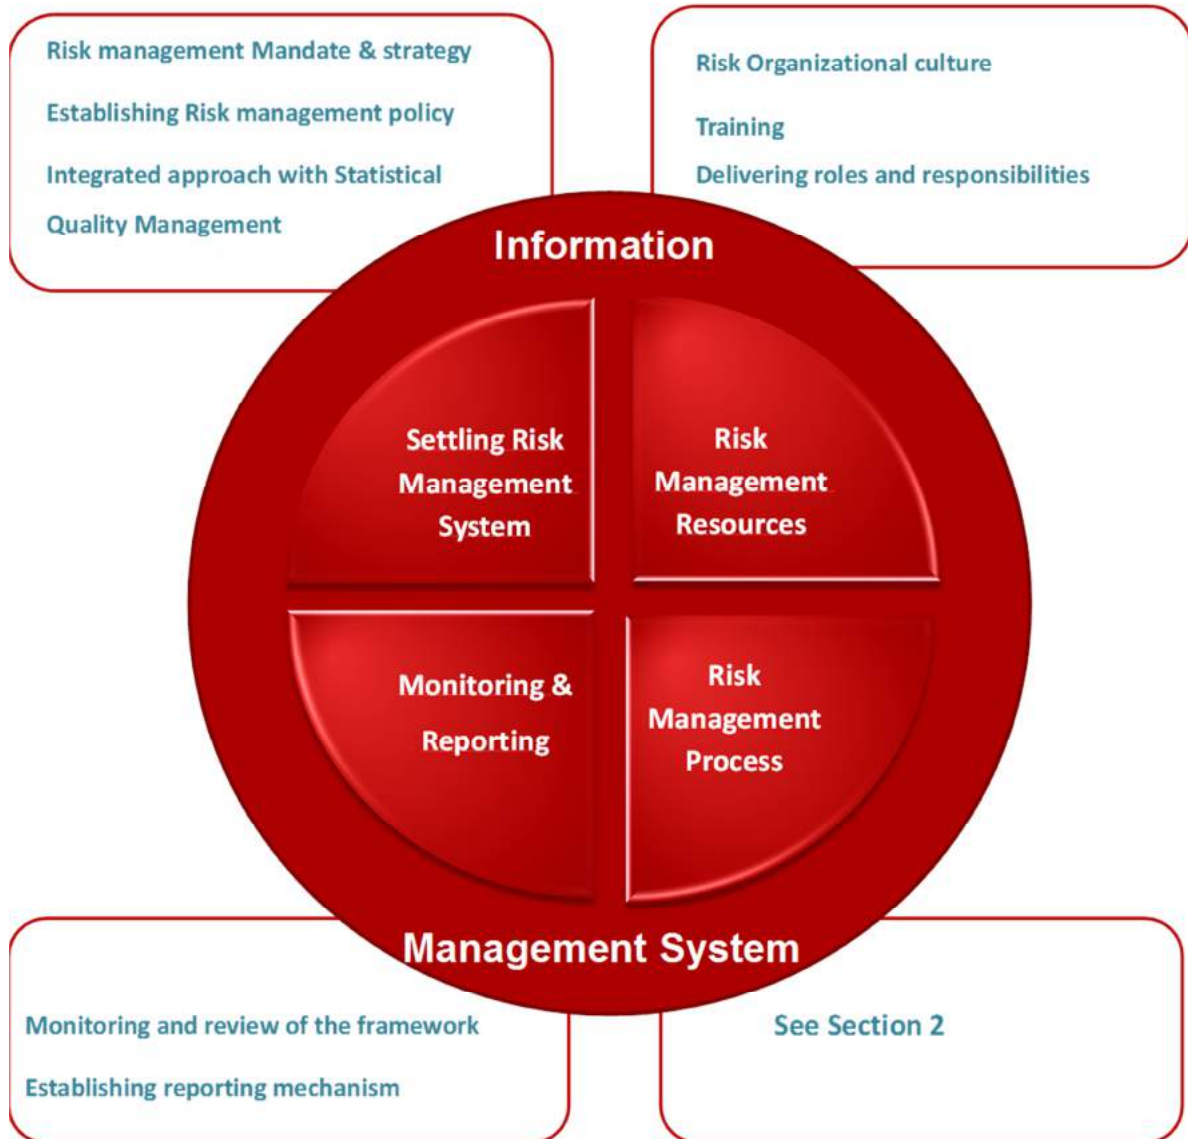 Risk management Mandate & strategy
Establishing Risk management policy
Integrated approach with Statistical
Quality Management
Risk Organizational culture
Training
Delivering roles and responsibilities
Information
Settling Risk
Management
System
Risk
Management
Resources
Monitoring &
Reporting
Risk
Management
Process
Management System
Monitoring and review of the framework
Establishing reporting mechanism
See Section 2